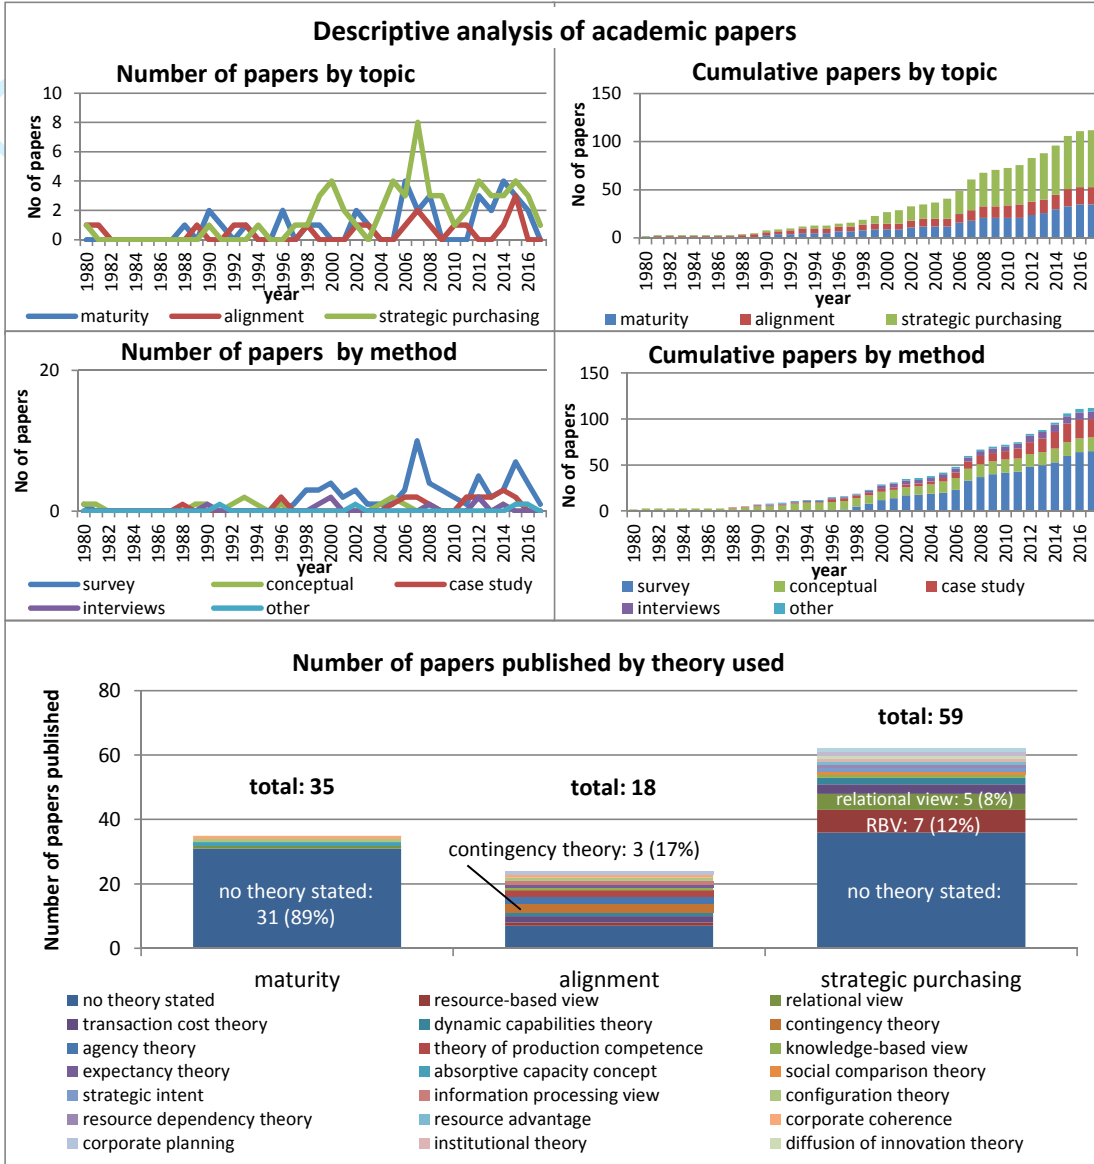 Descriptive analysis of academic papers
Number of papers by topic
No of papers
10
8
6
4
2
0
1980
1982
1984
1986
1988
1990
1992
1994
1996
1998
2000
2002
2004
2006
2008
2010
2012
2014
2016
year
maturity alignment strategic purchasing
Cumulative papers by topic
No of papers
150
100
50
0
1980
1982
1984
1986
1988
1990
1992
1994
1996
1998
2000
2002
2004
2006
2008
2010
2012
2014
2016
year
maturity alignment strategic purchasing
Number of papers by method
No of papers
20
10
0
1980
1982
1984
1986
1988
1990
1992
1994
1996
1998
2000
2002
2004
2006
2008
2010
2012
2014
2016
year
survey conceptual case study
interviews other
Cumulative papers by method
No of papers
150
100
50
0
1980
1982
1984
1986
1988
1990
1992
1994
1996
1998
2000
2002
2004
2006
2008
2010
2012
2014
2016
year
survey conceptual case study
interviews other
Number of papers published by theory used
Number of papers published
80
60
40
20
0
total: 35
total: 18
total: 59
no theory stated:
31 (89%)
contingency theory: 3 (17%)
relational view: 5 (8%)
RBV: 7 (12%)
no theory stated:
maturity alignment strategic purchasing
no theory stated resource-based view relational view
transaction cost theory dynamic capabilities theory contingency theory
agency theory theory of production competence knowledge-based view
expectancy theory absorptive capacity concept social comparison theory
strategic intent information processing view configuration theory
resource dependency theory resource advantage corporate coherence
corporate planning institutional theory diffusion of innovation theory